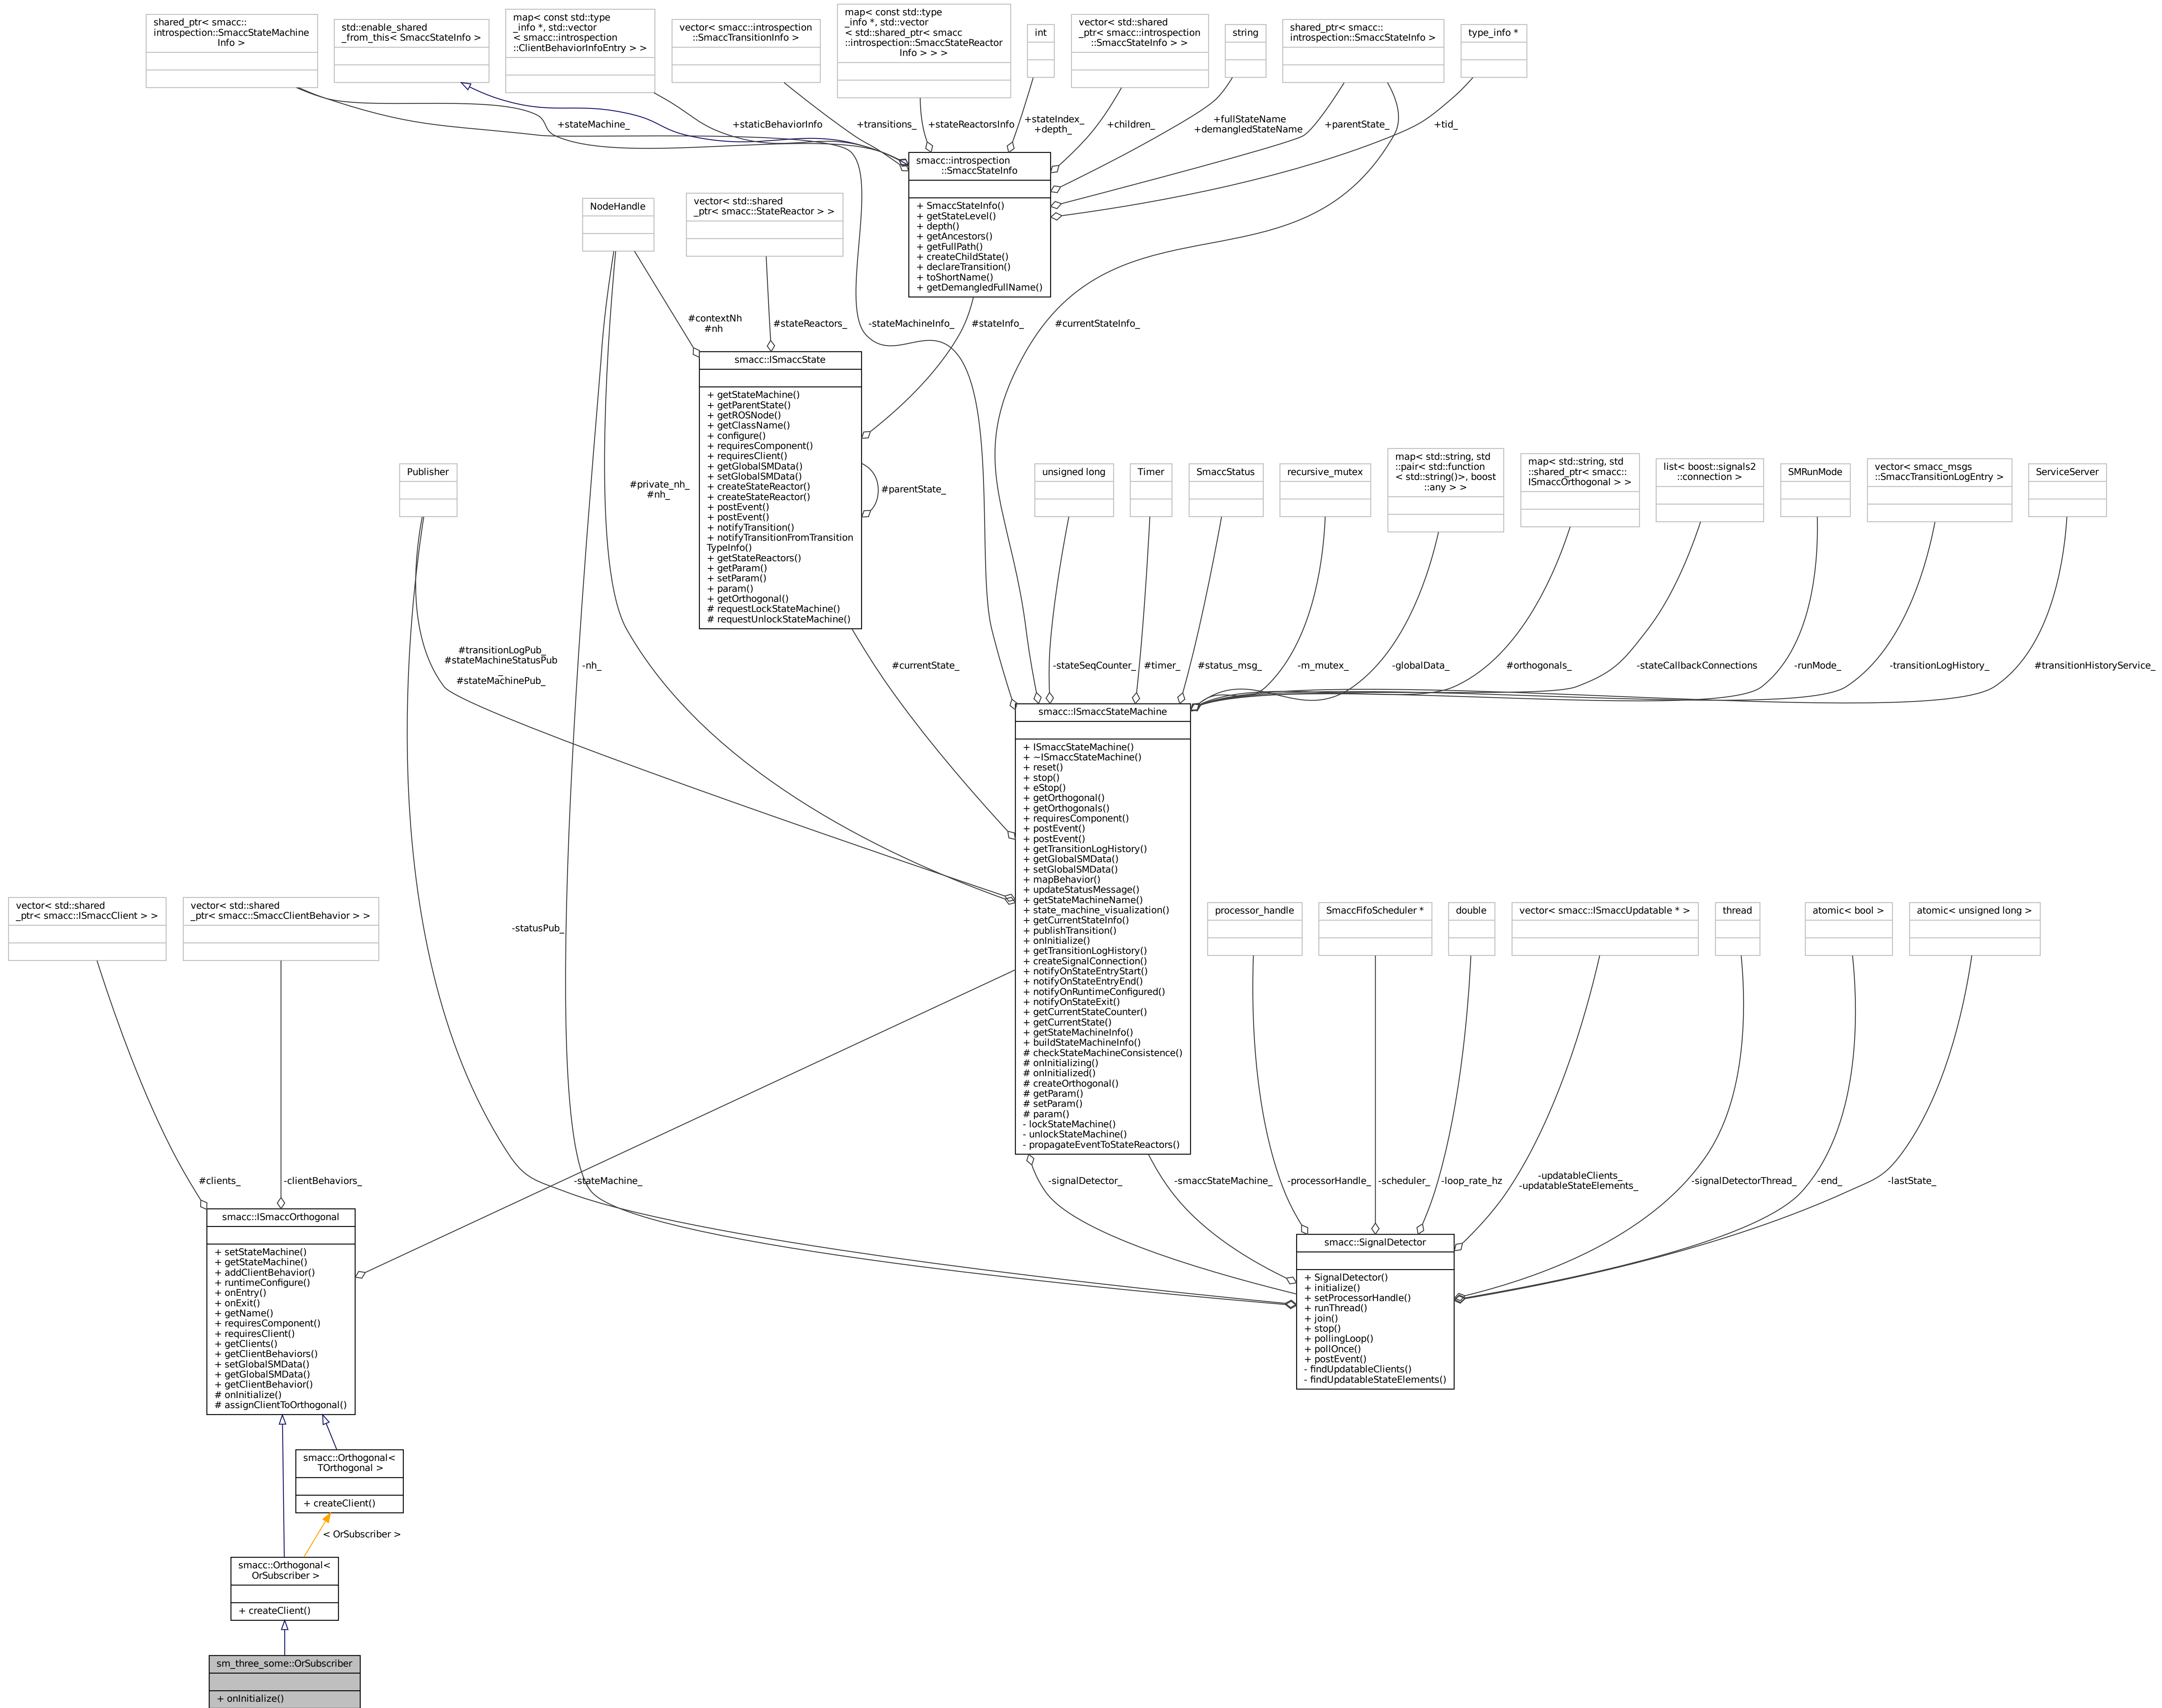 shared_ptr< smacc::
introspection::SmaccStateMachine
Info >
std::enable_shared
_from_this< SmaccStateInfo >
map< const std::type
_info *, std::vector
< smacc::introspection
::ClientBehaviorInfoEntry > >
vector< smacc::introspection
::SmaccTransitionInfo >
map< const std::type
_info *, std::vector
< std::shared_ptr< smacc
::introspection::SmaccStateReactor
Info > > >
int
vector< std::shared
_ptr< smacc::introspection
::SmaccStateInfo > >
string
shared_ptr< smacc::
introspection::SmaccStateInfo >
type_info *
+stateMachine_
+staticBehaviorInfo
+transitions_
+stateReactorsInfo
+stateIndex_
+depth_
+children_
+fullStateName
+demangledStateName
+parentState_
+tid_
smacc::introspection
::SmaccStateInfo
+ SmaccStateInfo()
+ getStateLevel()
+ depth()
+ getAncestors()
+ getFullPath()
+ createChildState()
+ declareTransition()
+ toShortName()
+ getDemangledFullName()
NodeHandle
vector< std::shared
_ptr< smacc::StateReactor > >
#contextNh
#nh
#stateReactors_
-stateMachineInfo_
#stateInfo_
#currentStateInfo_
smacc::ISmaccState
+ getStateMachine()
+ getParentState()
+ getROSNode()
+ getClassName()
+ configure()
+ requiresComponent()
+ requiresClient()
+ getGlobalSMData()
+ setGlobalSMData()
+ createStateReactor()
+ createStateReactor()
+ postEvent()
+ postEvent()
+ notifyTransition()
+ notifyTransitionFromTransition
TypeInfo()
+ getStateReactors()
+ getParam()
+ setParam()
+ param()
+ getOrthogonal()
# requestLockStateMachine()
# requestUnlockStateMachine()
#parentState_
Publisher
#private_nh_
#nh_
unsigned long
Timer
SmaccStatus
recursive_mutex
map< std::string, std
::pair< std::function
< std::string()>, boost
::any > >
map< std::string, std
::shared_ptr< smacc::
ISmaccOrthogonal > >
list< boost::signals2
::connection >
SMRunMode
vector< smacc_msgs
::SmaccTransitionLogEntry >
ServiceServer
#transitionLogPub_
#stateMachineStatusPub
_
#stateMachinePub_
-nh_
#currentState_
-stateSeqCounter_
#timer_
#status_msg_
-m_mutex_
-globalData_
#orthogonals_
-stateCallbackConnections
-runMode_
-transitionLogHistory_
#transitionHistoryService_
smacc::ISmaccStateMachine
+ ISmaccStateMachine()
+ ~ISmaccStateMachine()
+ reset()
+ stop()
+ eStop()
+ getOrthogonal()
+ getOrthogonals()
+ requiresComponent()
+ postEvent()
+ postEvent()
+ getTransitionLogHistory()
+ getGlobalSMData()
+ setGlobalSMData()
+ mapBehavior()
+ updateStatusMessage()
+ getStateMachineName()
+ state_machine_visualization()
+ getCurrentStateInfo()
+ publishTransition()
+ onInitialize()
+ getTransitionLogHistory()
+ createSignalConnection()
+ notifyOnStateEntryStart()
+ notifyOnStateEntryEnd()
+ notifyOnRuntimeConfigured()
+ notifyOnStateExit()
+ getCurrentStateCounter()
+ getCurrentState()
+ getStateMachineInfo()
+ buildStateMachineInfo()
# checkStateMachineConsistence()
# onInitializing()
# onInitialized()
# createOrthogonal()
# getParam()
# setParam()
# param()
- lockStateMachine()
- unlockStateMachine()
- propagateEventToStateReactors()
vector< std::shared
_ptr< smacc::ISmaccClient > >
vector< std::shared
_ptr< smacc::SmaccClientBehavior > >
-statusPub_
processor_handle
SmaccFifoScheduler *
double
vector< smacc::ISmaccUpdatable * >
thread
atomic< bool >
atomic< unsigned long >
#clients_
-clientBehaviors_
-stateMachine_
-signalDetector_
-smaccStateMachine_
-processorHandle_
-scheduler_
-loop_rate_hz
-updatableClients_
-updatableStateElements_
-signalDetectorThread_
-end_
-lastState_
smacc::ISmaccOrthogonal
+ setStateMachine()
+ getStateMachine()
+ addClientBehavior()
+ runtimeConfigure()
+ onEntry()
+ onExit()
+ getName()
+ requiresComponent()
+ requiresClient()
+ getClients()
+ getClientBehaviors()
+ setGlobalSMData()
+ getGlobalSMData()
+ getClientBehavior()
# onInitialize()
# assignClientToOrthogonal()
smacc::SignalDetector
+ SignalDetector()
+ initialize()
+ setProcessorHandle()
+ runThread()
+ join()
+ stop()
+ pollingLoop()
+ pollOnce()
+ postEvent()
- findUpdatableClients()
- findUpdatableStateElements()
smacc::Orthogonal<
TOrthogonal >
+ createClient()
< OrSubscriber >
smacc::Orthogonal<
OrSubscriber >
+ createClient()
sm_three_some::OrSubscriber
+ onInitialize()